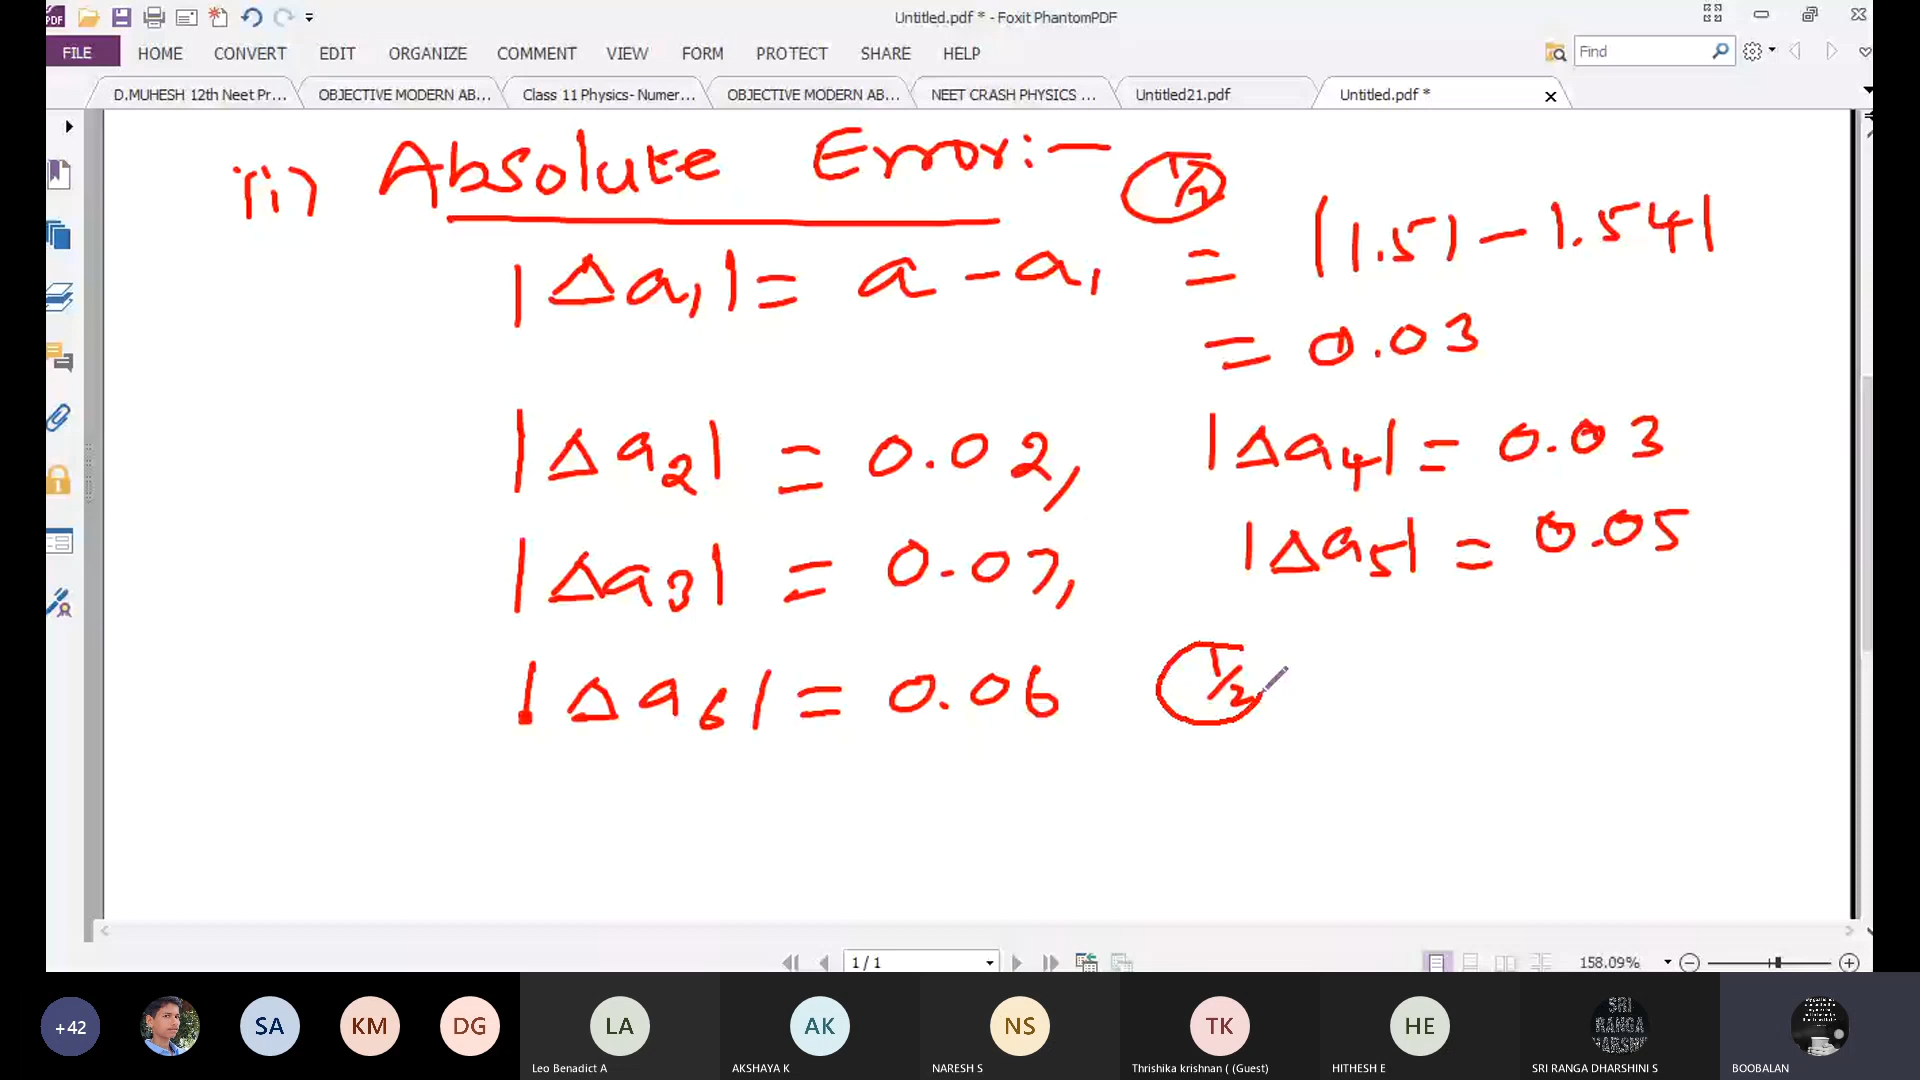 Untitled.pdf * - Foxit PhantomPDF
FILE HOME CONVERT EDIT ORGANIZE COMMENT VIEW FORM PROTECT SHARE HELP
Find
D.MUHESH 12th Neet Pr... OBJECTIVE MODERN AB... Class 11 Physics- Numer... OBJECTIVE MODERN AB... NEET CRASH PHYSICS ... Untitled21.pdf Untitled.pdf *
ii) Absolute Error:-
|Δa₁| = a - a₁ = |1.51 - 1.54|
= 0.03
|Δa₂| = 0.02, |Δa₄| = 0.03
|Δa₃| = 0.07, |Δa₅| = 0.05
|Δa₆| = 0.06 1/2
1 / 1 158.09%
+42 SA KM DG LA AK NS TK HE SRI RANGA
Leo Benadict A AKSHAYA K NARESH S Thrishika krishnan ( (Guest) HITHESH E SRI RANGA DHARSHINI S BOOBALAN